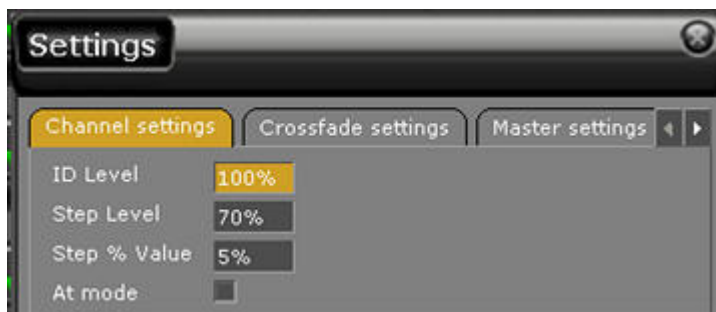 Settings
Channel settings Crossfade settings Master settings
ID Level 100%
Step Level 70%
Step % Value 5%
At mode